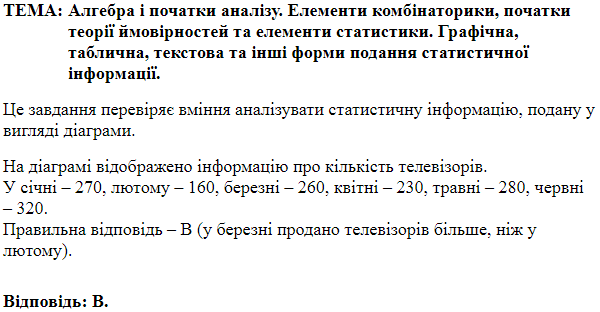 ТЕМА: Алгебра і початки аналізу. Елементи комбінаторики, початки
теорії ймовірностей та елементи статистики. Графічна,
таблична, текстова та інші форми подання статистичної
інформації.
Це завдання перевіряє вміння аналізувати статистичну інформацію, подану у
вигляді діаграми.
На діаграмі відображено інформацію про кількість телевізорів.
У січні – 270, лютому – 160, березні – 260, квітні – 230, травні – 280, червні
– 320.
Правильна відповідь – В (у березні продано телевізорів більше, ніж у
лютому).
Відповідь: В.